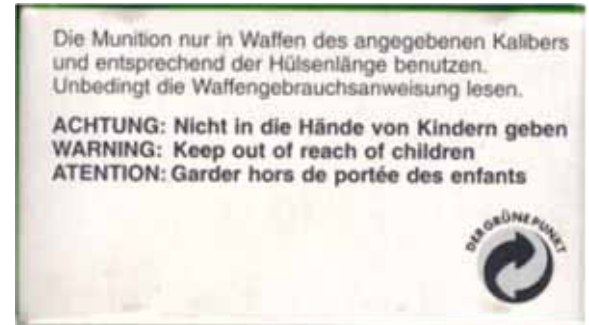 Die Munition nur in Waffen des angegebenen Kalibers
und entsprechend der Hülsenlänge benutzen.
Unbedingt die Waffengebrauchsanweisung lesen.
ACHTUNG: Nicht in die Hände von Kindern geben
WARNING: Keep out of reach of children
ATENTION: Garder hors de portée des enfants
DER GRÜNE PUNKT